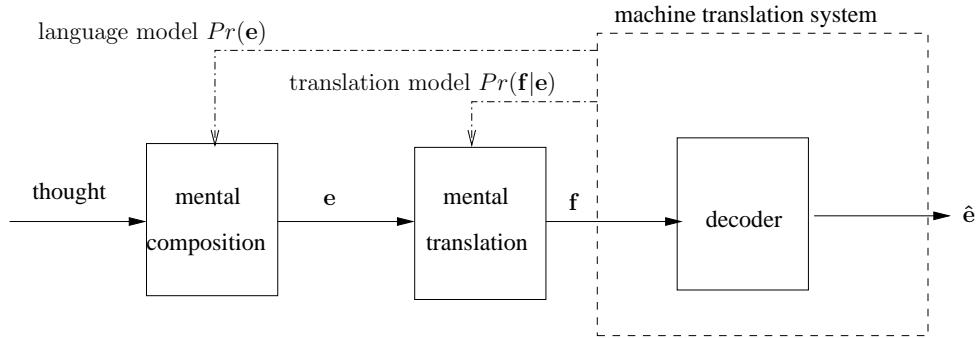 machine translation system
language model Pr(e)
translation model Pr(f|e)
thought
mental
composition
e
mental
translation
f
decoder
ê